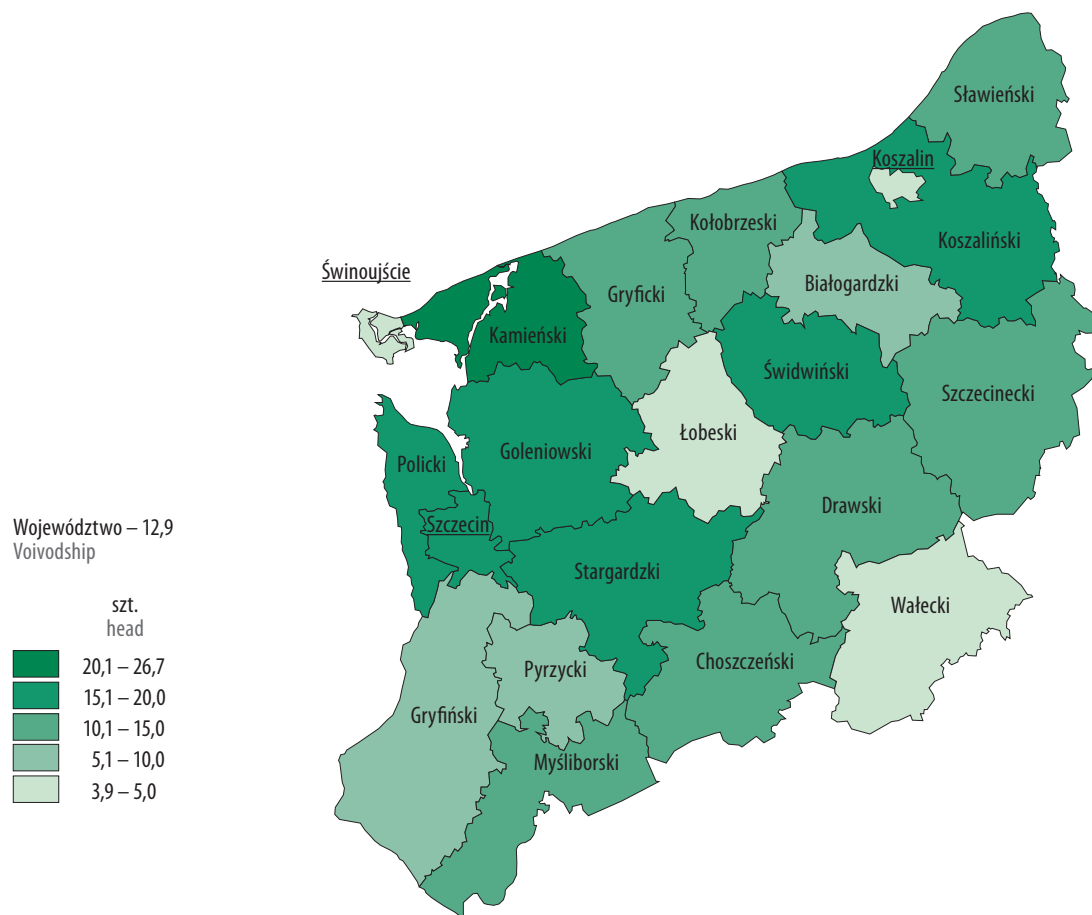 Sławieński
Koszalin
Kołobrzeski
Koszaliński
Świnoujście
Gryficki
Białogardzki
Kamieński
Świdwiński
Szczecinecki
Łobeski
Goleniowski
Policki
Drawski
Szczecin
Województwo – 12,9
Voivodship
Stargardzki
Wałecki
szt.
head
Choszczeński
Pyrzycki
20,1 – 26,7
15,1 – 20,0
Gryfiński
10,1 – 15,0
5,1 – 10,0
Myśliborski
3,9 – 5,0